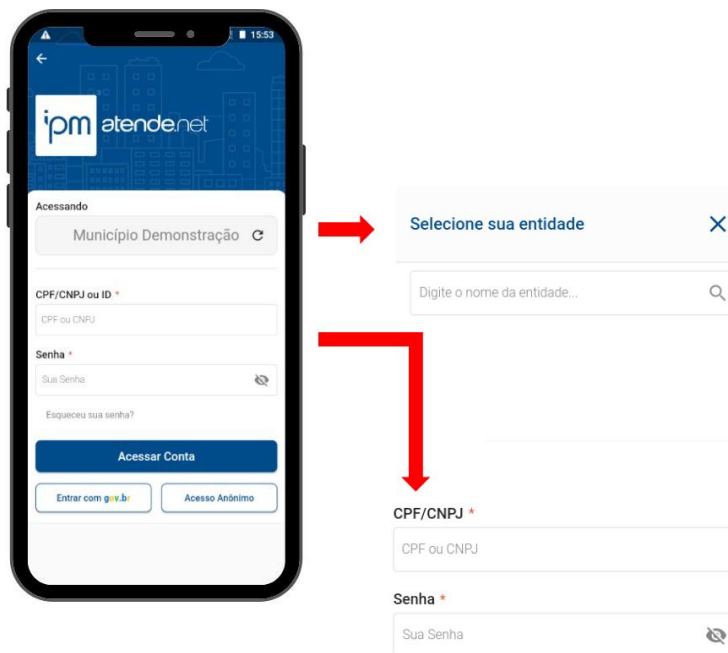 15:53
ipm atende.net
Acessando
Município Demonstração
CPF/CNPJ ou ID *
CPF ou CNPJ
Senha *
Sua Senha
Esqueceu sua senha?
Acessar Conta
Entrar com gov.br
Acesso Anônimo
Selecione sua entidade
Digite o nome da entidade...
CPF/CNPJ *
CPF ou CNPJ
Senha *
Sua Senha